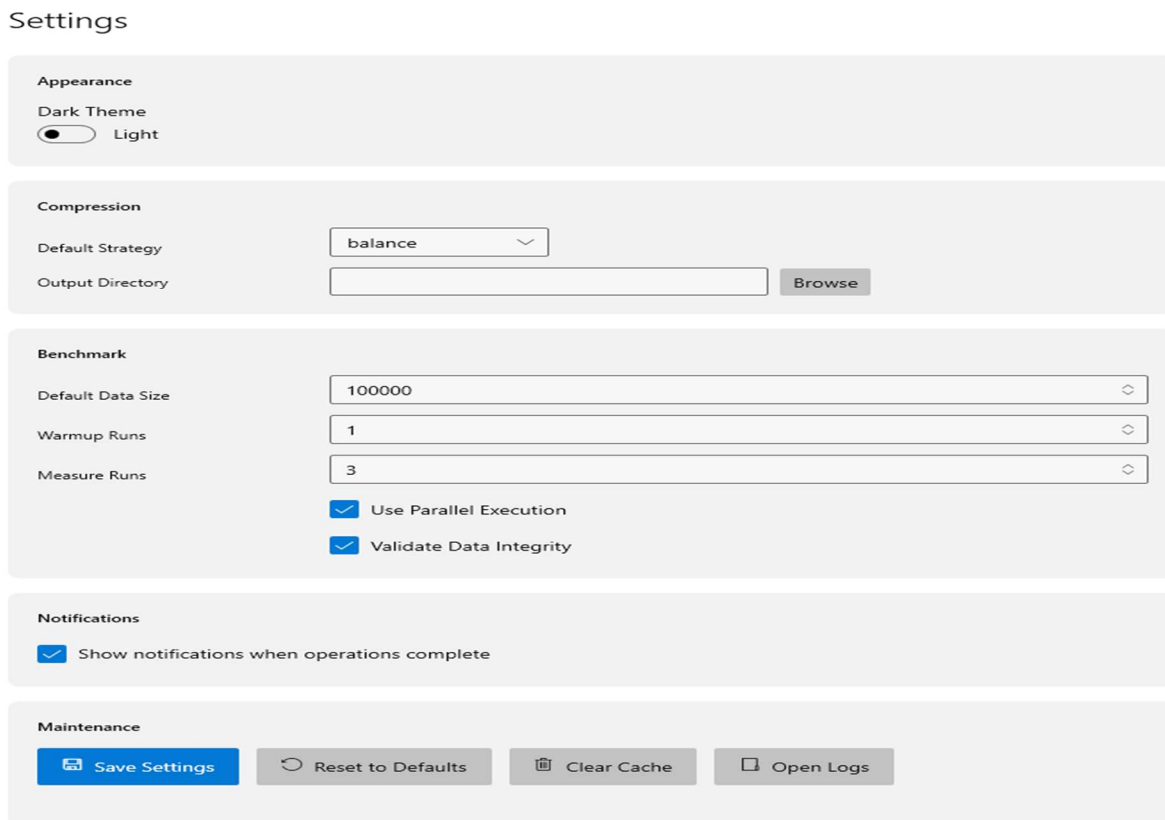 Settings
Appearance
Dark Theme
Light
Compression
Default Strategy balance
Output Directory Browse
Benchmark
Default Data Size 100000
Warmup Runs 1
Measure Runs 3
Use Parallel Execution
Validate Data Integrity
Notifications
Show notifications when operations complete
Maintenance
Save Settings Reset to Defaults Clear Cache Open Logs